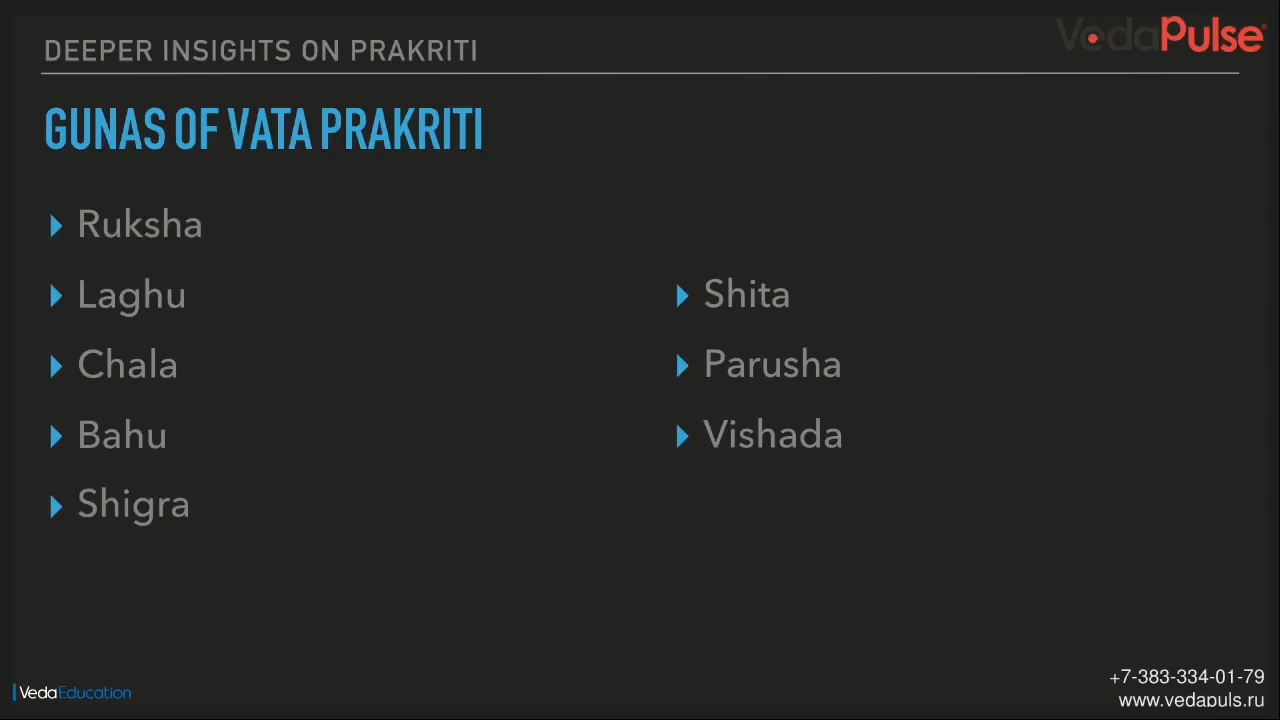 DEEPER INSIGHTS ON PRAKRITI
VedaPulse
GUNAS OF VATA PRAKRITI
Ruksha
Laghu
Chala
Bahu
Shigra
Shita
Parusha
Vishada
VedaEducation
+7-383-334-01-79
www.vedapuls.ru